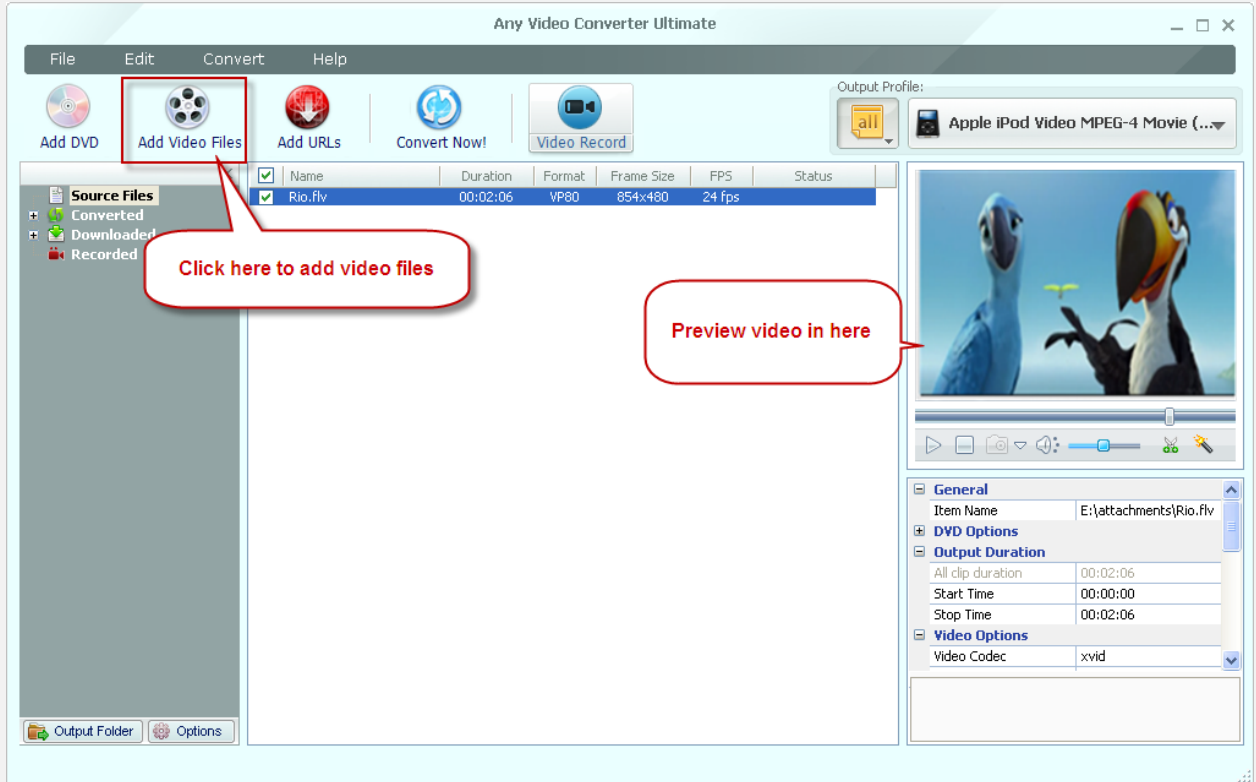 Any Video Converter Ultimate
File Edit Convert Help
Output Profile:
all
Apple iPod Video MPEG-4 Movie (...
Add DVD
Add Video Files
Add URLs
Convert Now!
Video Record
Source Files
Converted
Downloaded
Recorded
Name Duration Format Frame Size FPS Status
Rio.flv 00:02:06 VP80 854x480 24 fps
Click here to add video files
Preview video in here
General
Item Name E:\attachments\Rio.flv
DVD Options
Output Duration
All clip duration 00:02:06
Start Time 00:00:00
Stop Time 00:02:06
Video Options
Video Codec xvid
Output Folder
Options